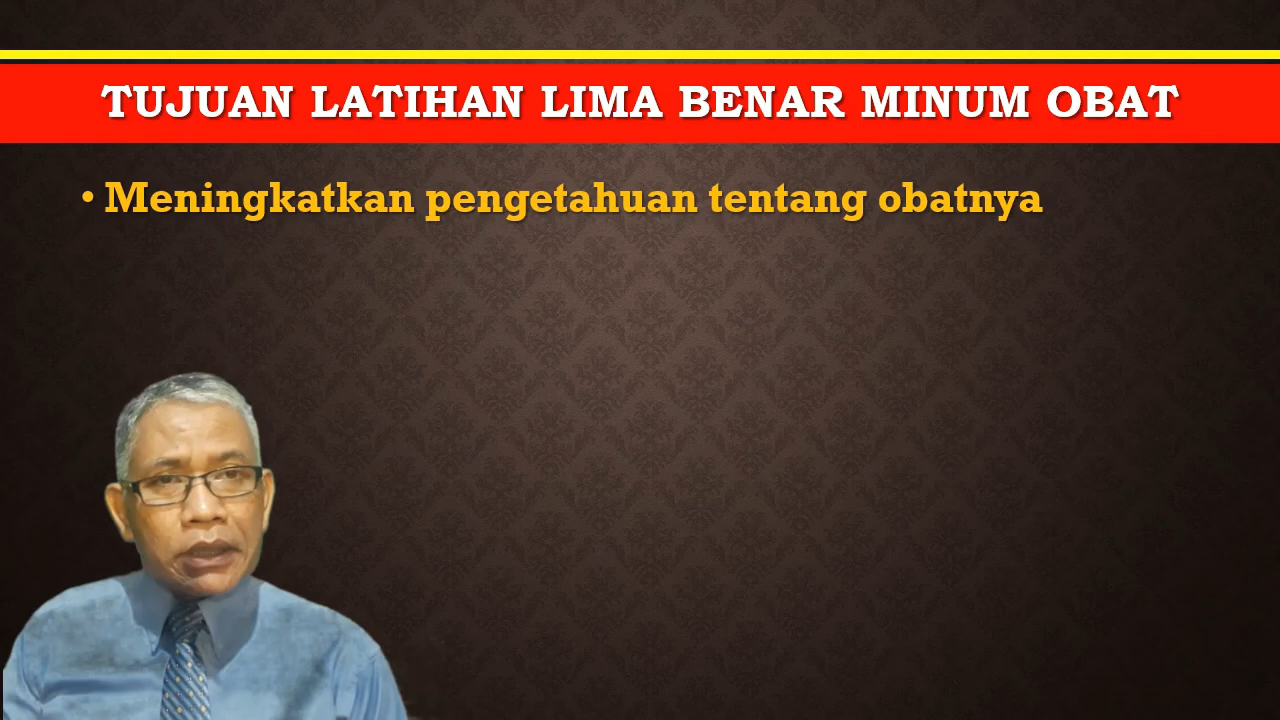 TUJUAN LATIHAN LIMA BENAR MINUM OBAT
• Meningkatkan pengetahuan tentang obatnya